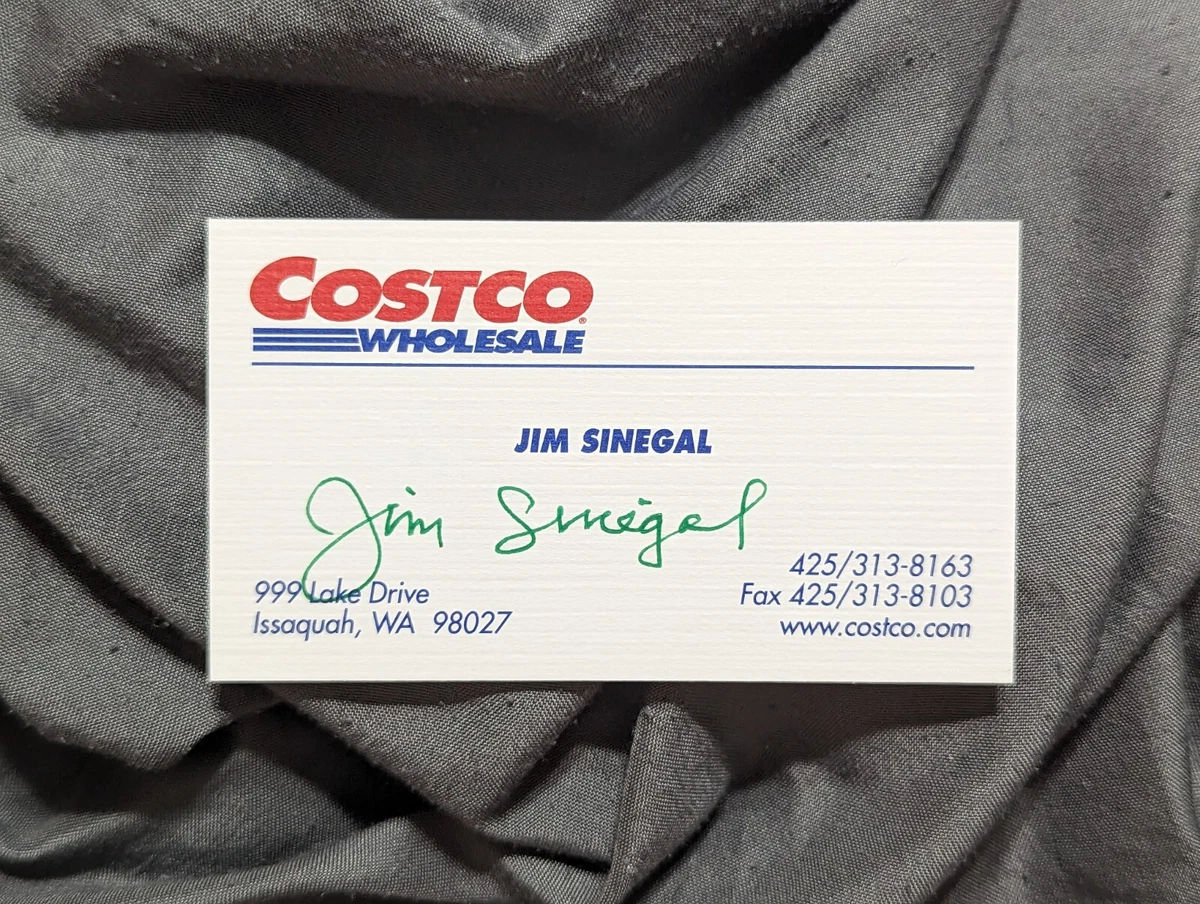 COSTCO®
WHOLESALE
JIM SINEGAL
Jim Sinegal
999 Lake Drive
Issaquah, WA 98027
425/313-8163
Fax 425/313-8103
www.costco.com